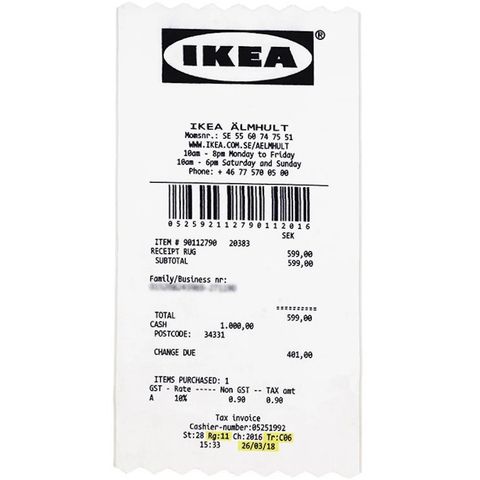 IKEA®
IKEA ÄLMHULT
Momsnr.: SE 55 60 74 75 51
WWW.IKEA.COM.SE/AELMHULT
10am - 8pm Monday to Friday
10am - 6pm Saturday and Sunday
Phone: + 46 77 570 05 00
052592112790112016
SEK
ITEM # 90112790 20383
RECEIPT RUG 599,00
SUBTOTAL 599,00
Family/Business nr:
==========
TOTAL 599,00
CASH 1.000,00
POSTCODE: 34331
CHANGE DUE 401,00
ITEMS PURCHASED: 1
GST - Rate ----- Non GST -- TAX amt
A 10% 0.90 0.90
Tax invoice
Cashier-number:05251992
St:28 Rg:11 Ch:2016 Tr:C06
15:33 26/03/18